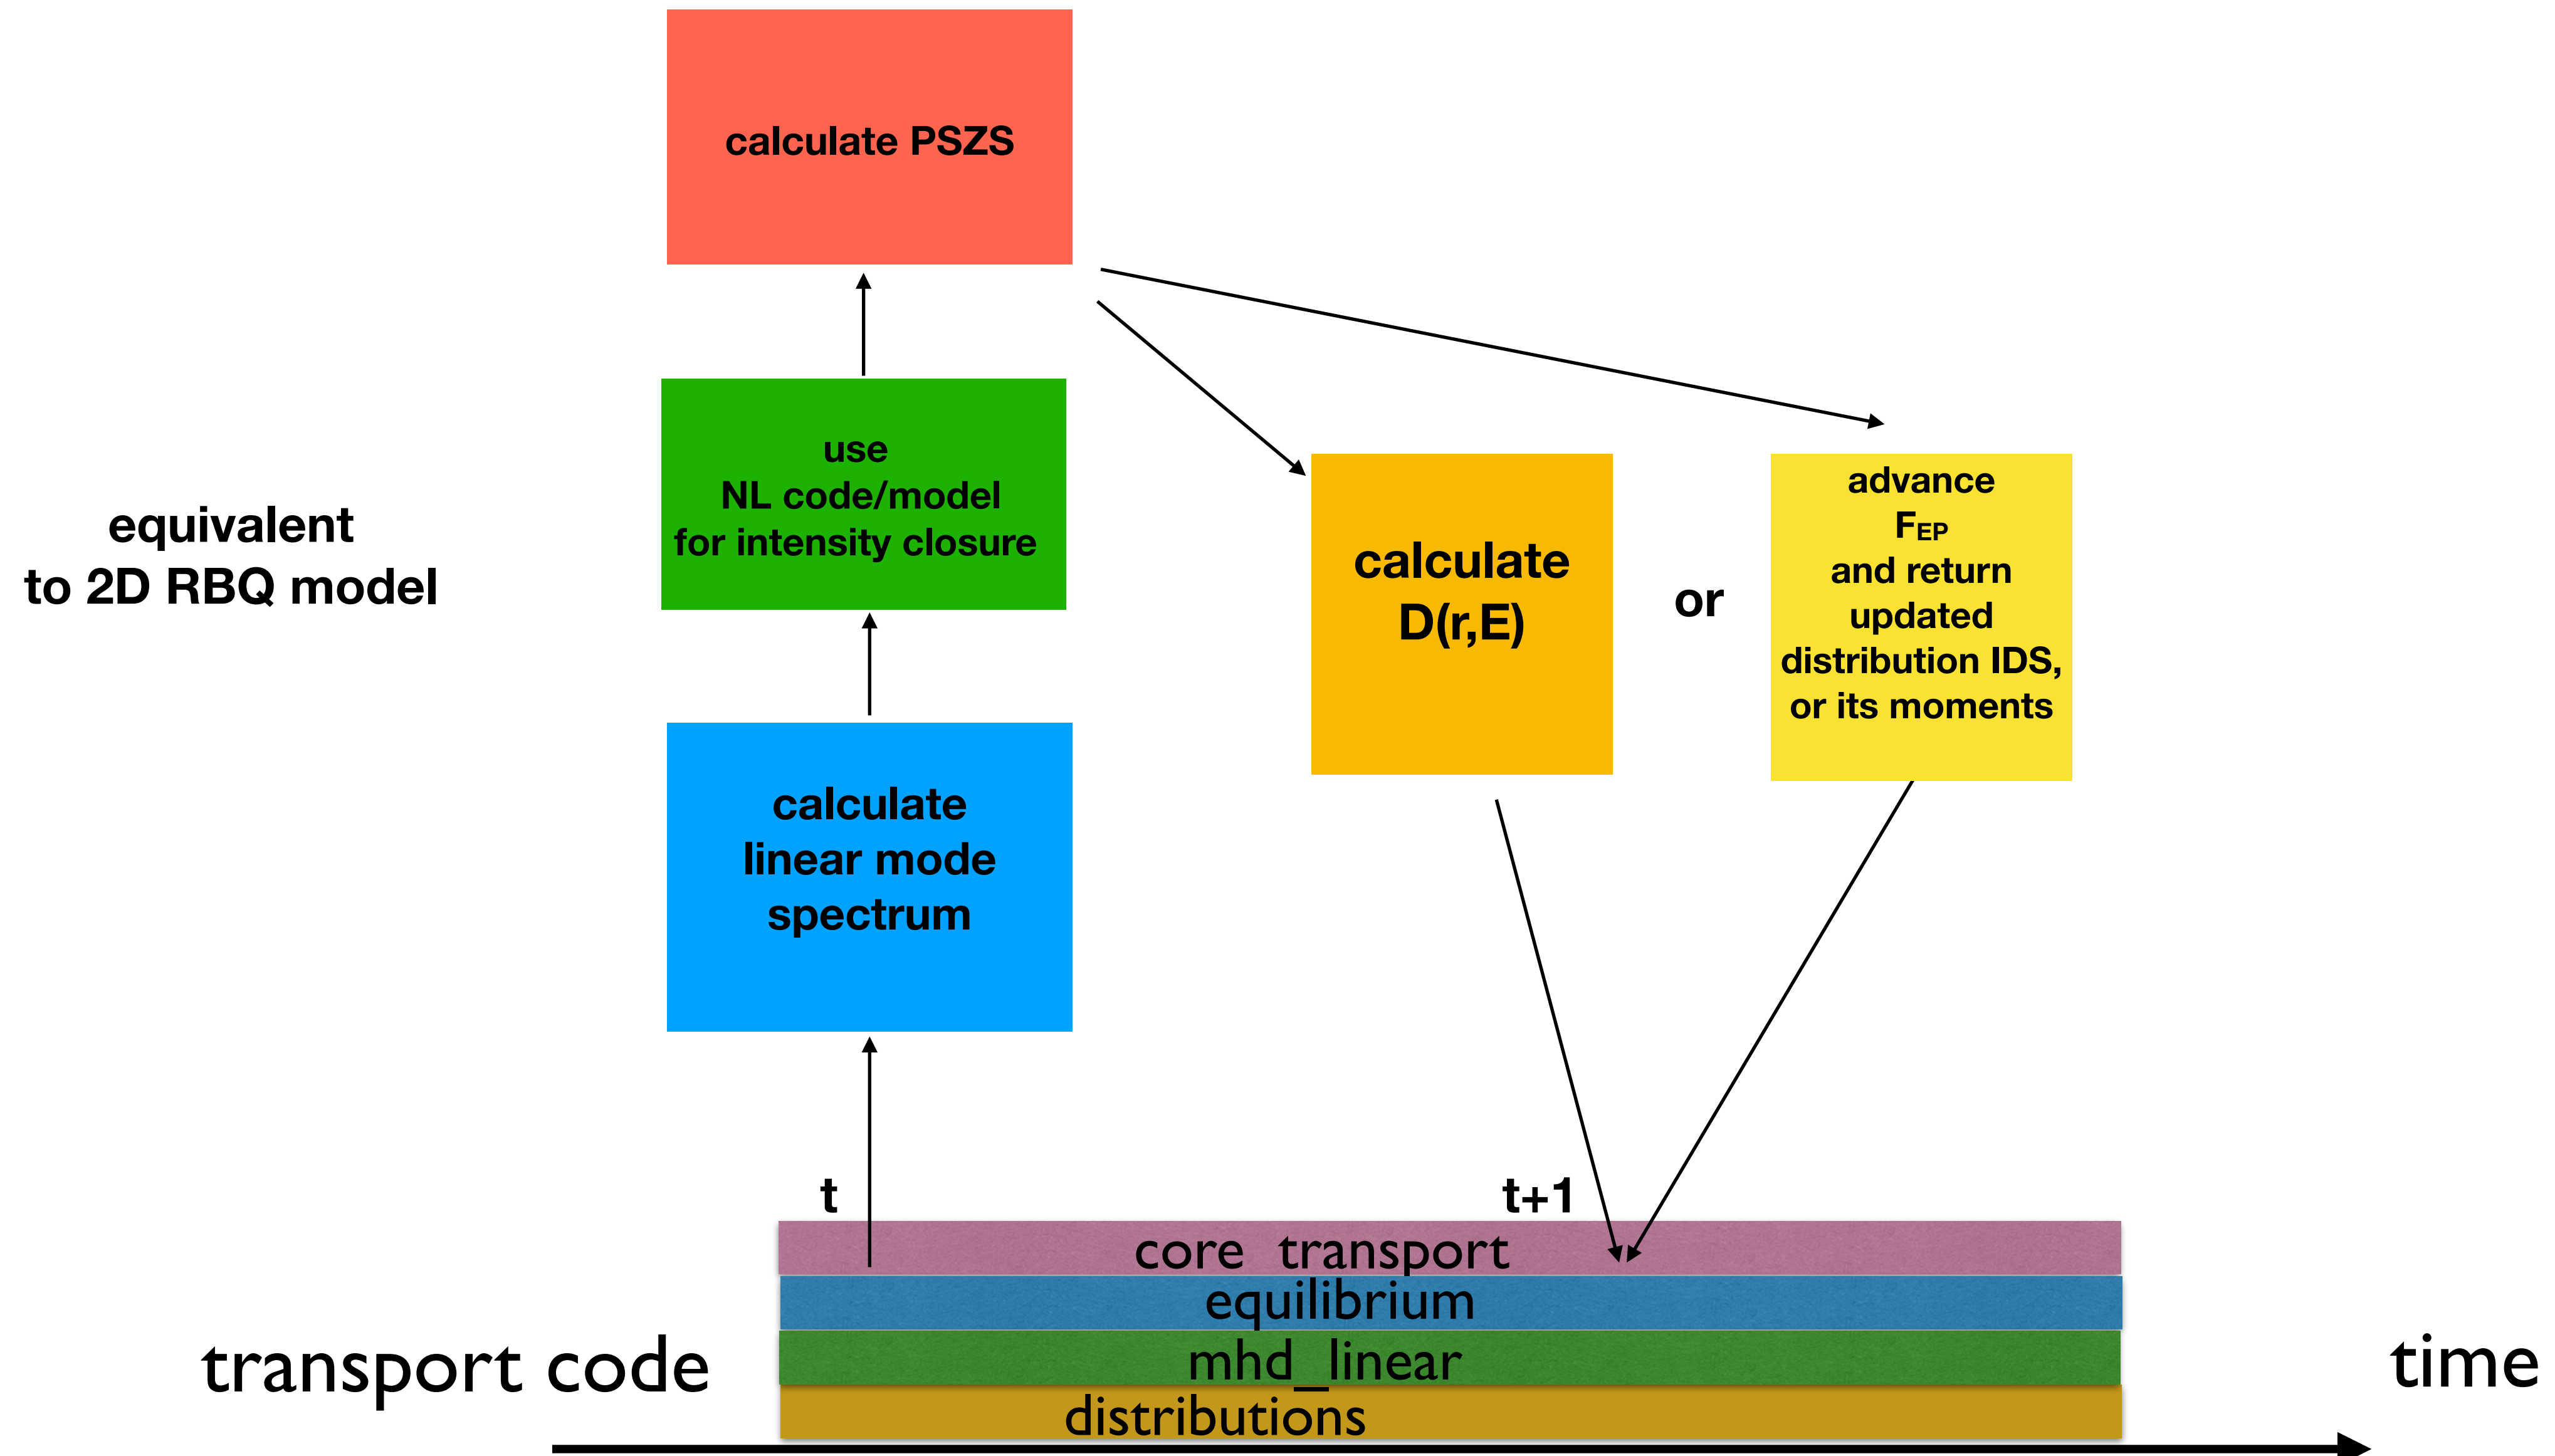 calculate PSZS
use
NL code/model
for intensity closure
equivalent
to 2D RBQ model
calculate
D(r,E)
or
advance
FEP
and return
updated
distribution IDS,
or its moments
calculate
linear mode
spectrum
t
t+1
core transport
equilibrium
mhd_linear
distributions
transport code
time